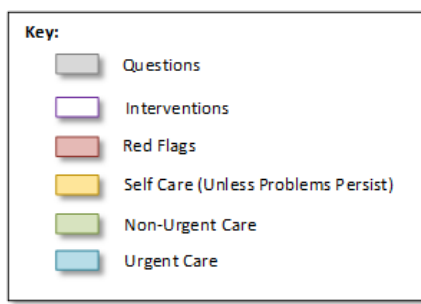 Key:
Questions
Interventions
Red Flags
Self Care (Unless Problems Persist)
Non-Urgent Care
Urgent Care